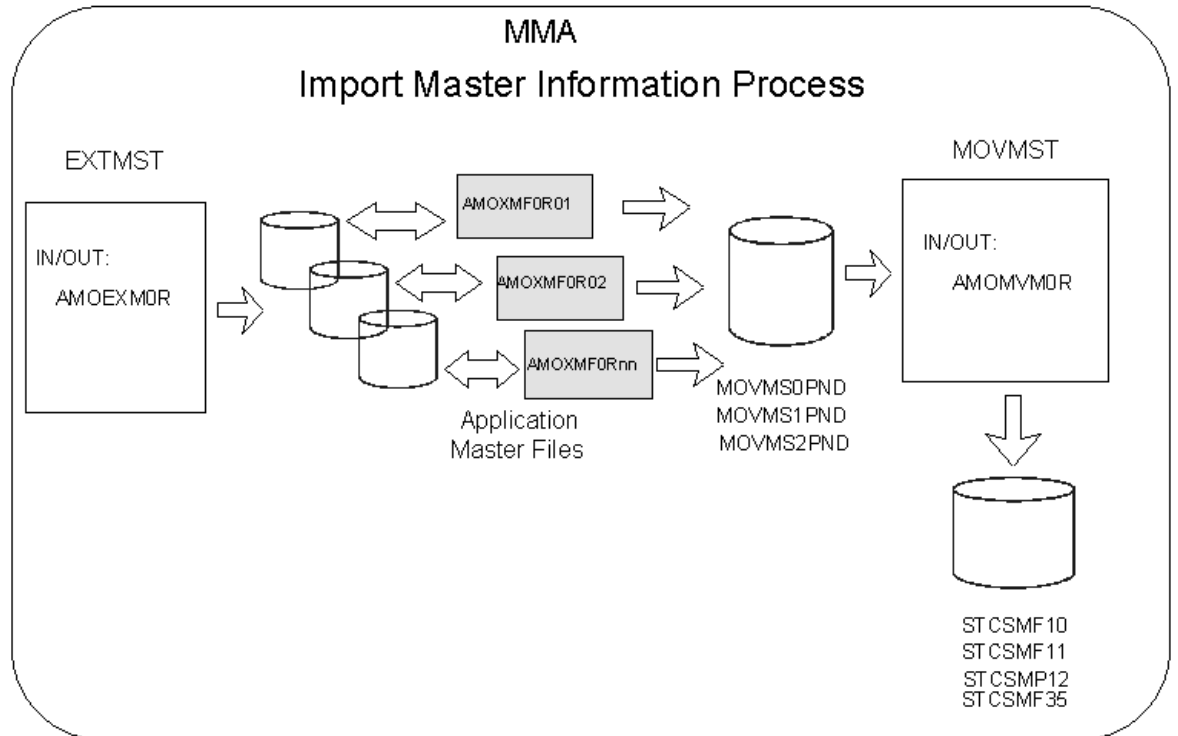 MMA
Import Master Information Process
EXTMST
IN/OUT:
AMOEXM0R
AMOXMF0R01
AMOXMF0R02
AMOXMF0Rnn
Application
Master Files
MOVMS0PND
MOVMS1PND
MOVMS2PND
MOVMST
IN/OUT:
AMOMVM0R
STCSMF10
STCSMF11
STCSMP12
STCSMF35